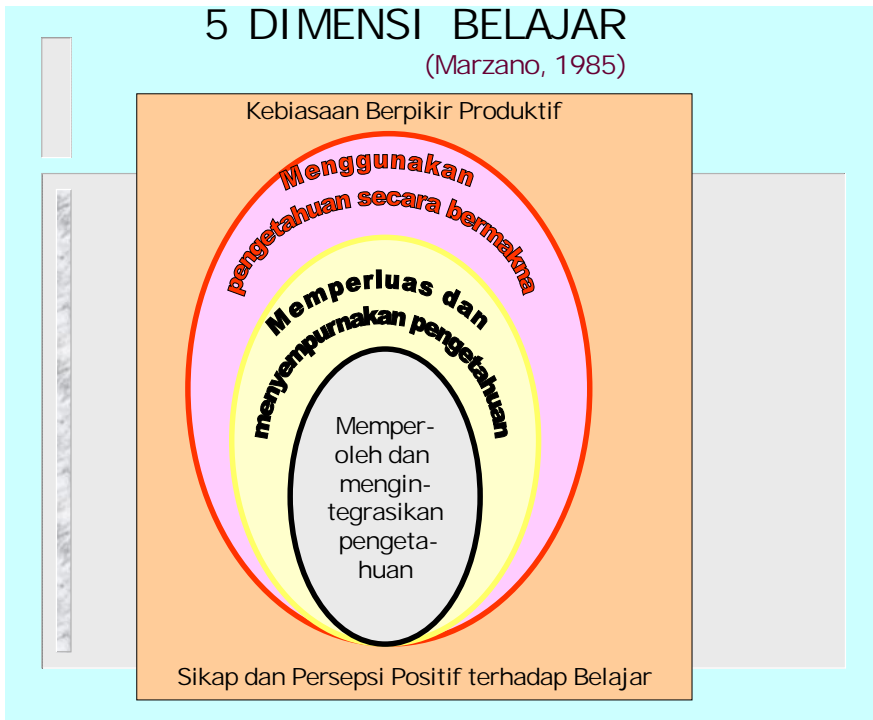 5 DIMENSI BELAJAR
(Marzano, 1985)
Kebiasaan Berpikir Produktif
Menggunakan
pengetahuan secara bermakna
Memperluas dan
menyempurnakan pengetahuan
Memper-
oleh dan
mengin-
tegrasikan
pengeta-
huan
Sikap dan Persepsi Positif terhadap Belajar